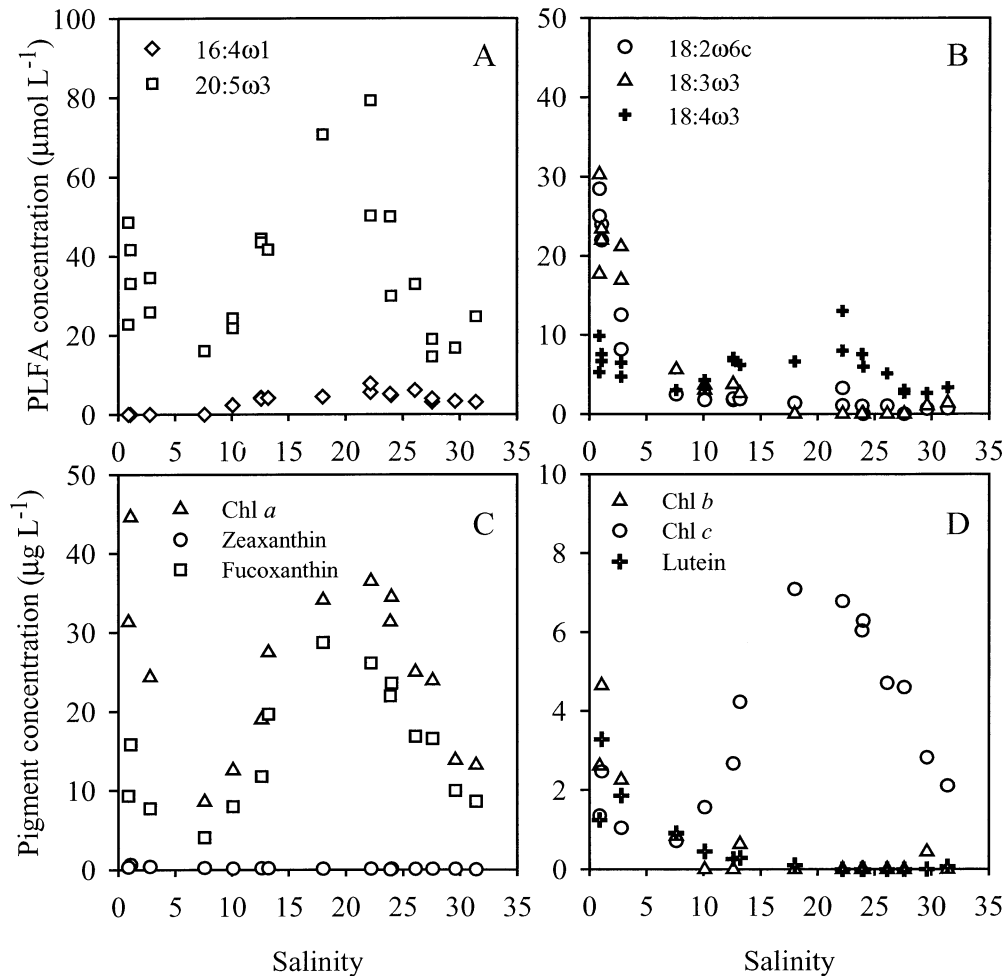 PLFA concentration (µmol L⁻¹)
100
80
60
40
20
0
16:4ω1
20:5ω3
A
0 5 10 15 20 25 30 35
50
40
30
20
10
0
18:2ω6c
18:3ω3
18:4ω3
B
0 5 10 15 20 25 30 35
Pigment concentration (µg L⁻¹)
50
40
30
20
10
0
Chl a
Zeaxanthin
Fucoxanthin
C
0 5 10 15 20 25 30 35
Salinity
10
8
6
4
2
0
Chl b
Chl c
Lutein
D
0 5 10 15 20 25 30 35
Salinity